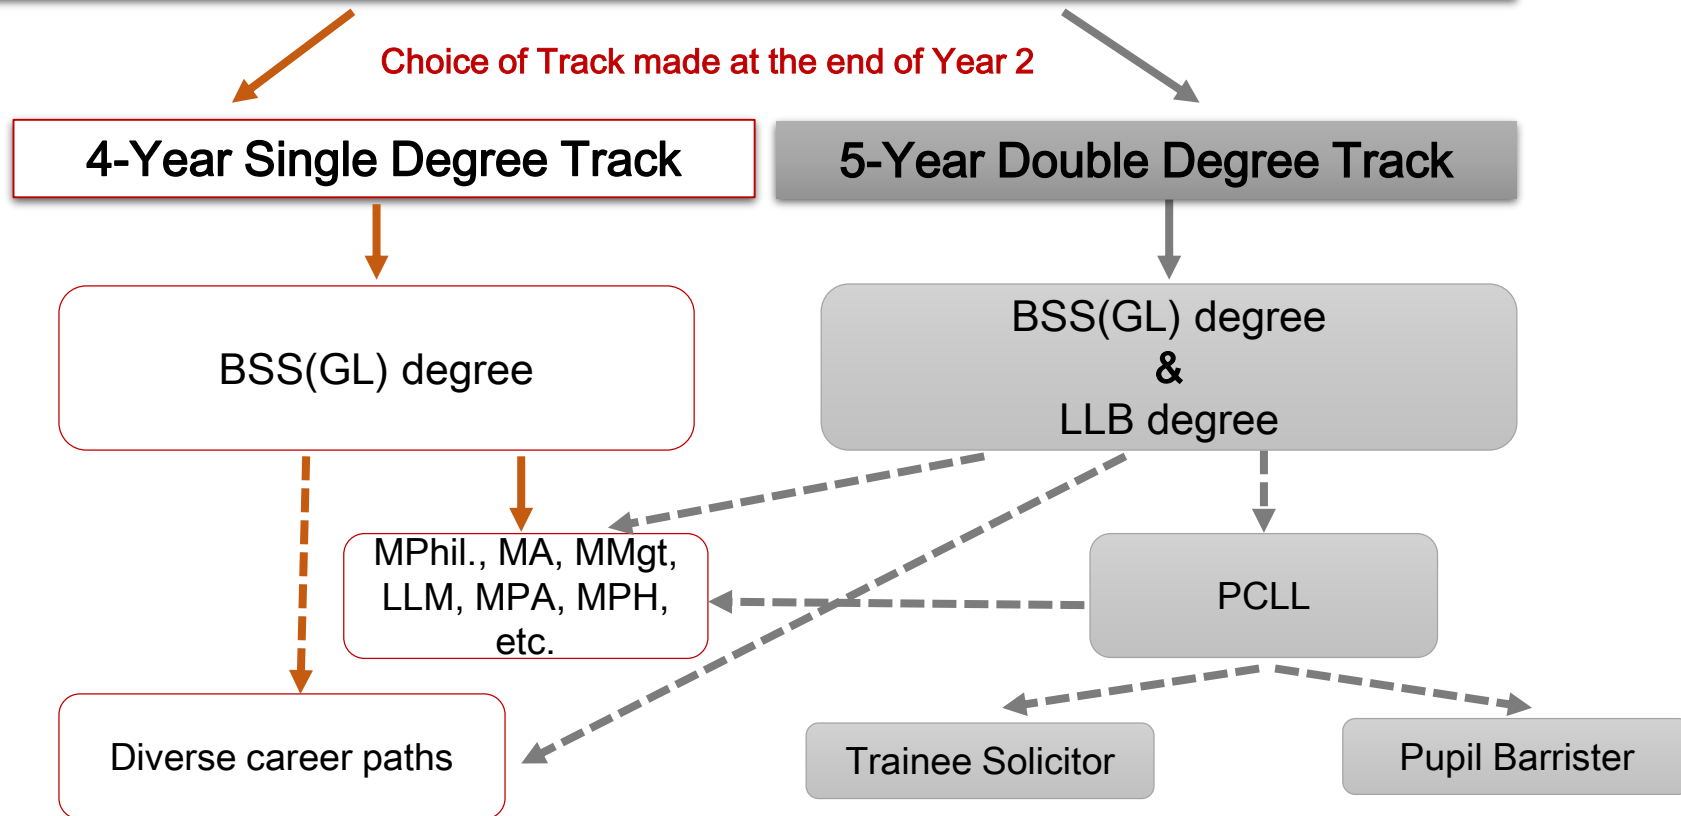 Choice of Track made at the end of Year 2
4-Year Single Degree Track
5-Year Double Degree Track
BSS(GL) degree
BSS(GL) degree
&
LLB degree
MPhil., MA, MMgt,
LLM, MPA, MPH,
etc.
PCLL
Diverse career paths
Trainee Solicitor
Pupil Barrister